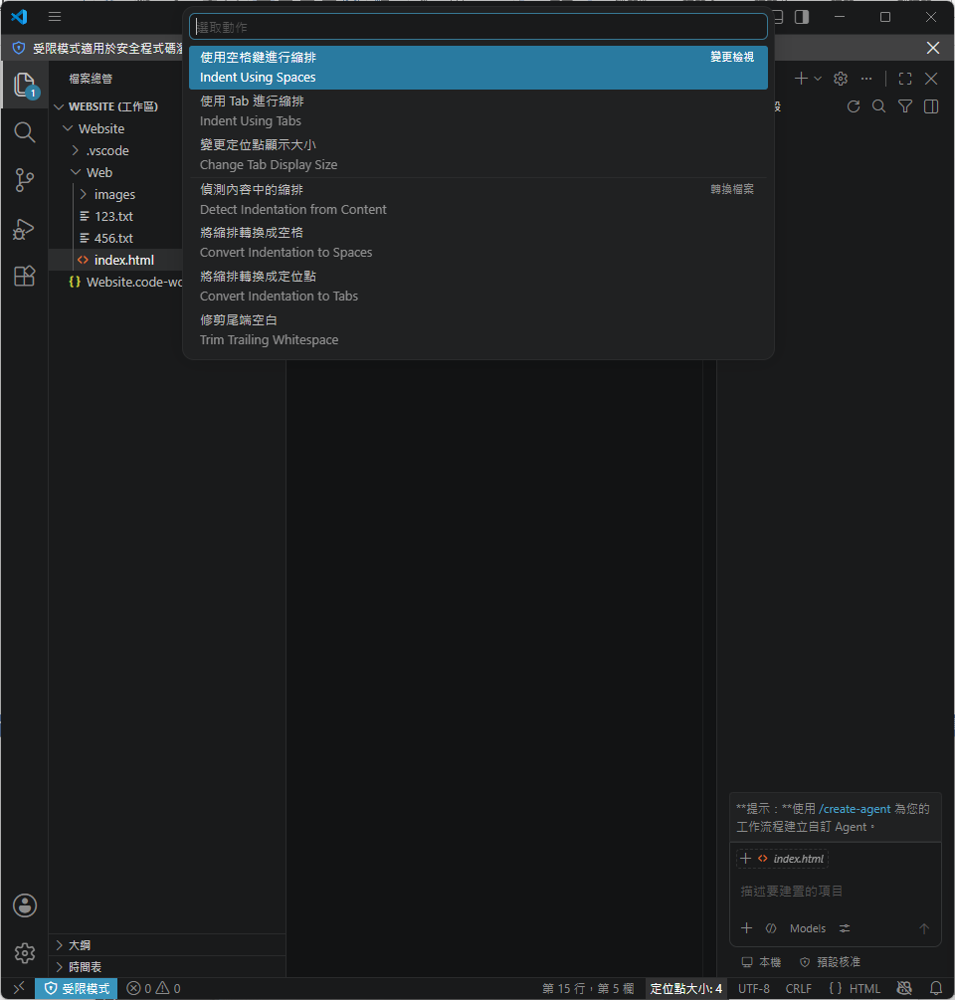 選取動作
受限模式適用於安全程式碼瀏
使用空格鍵進行縮排 變更檢視
Indent Using Spaces
使用 Tab 進行縮排
Indent Using Tabs
變更定位點顯示大小
Change Tab Display Size
偵測內容中的縮排 轉換檔案
Detect Indentation from Content
將縮排轉換成空格
Convert Indentation to Spaces
將縮排轉換成定位點
Convert Indentation to Tabs
修剪尾端空白
Trim Trailing Whitespace
檔案總管
1
WEBSITE (工作區)
Website
.vscode
Web
images
123.txt
456.txt
index.html
Website.code-wo
**提示：**使用 /create-agent 為您的
工作流程建立自訂 Agent。
index.html
描述要建置的項目
Models
本機 預設核准
大綱
時間表
受限模式 0 0 第 15 行，第 5 欄 定位點大小: 4 UTF-8 CRLF { } HTML